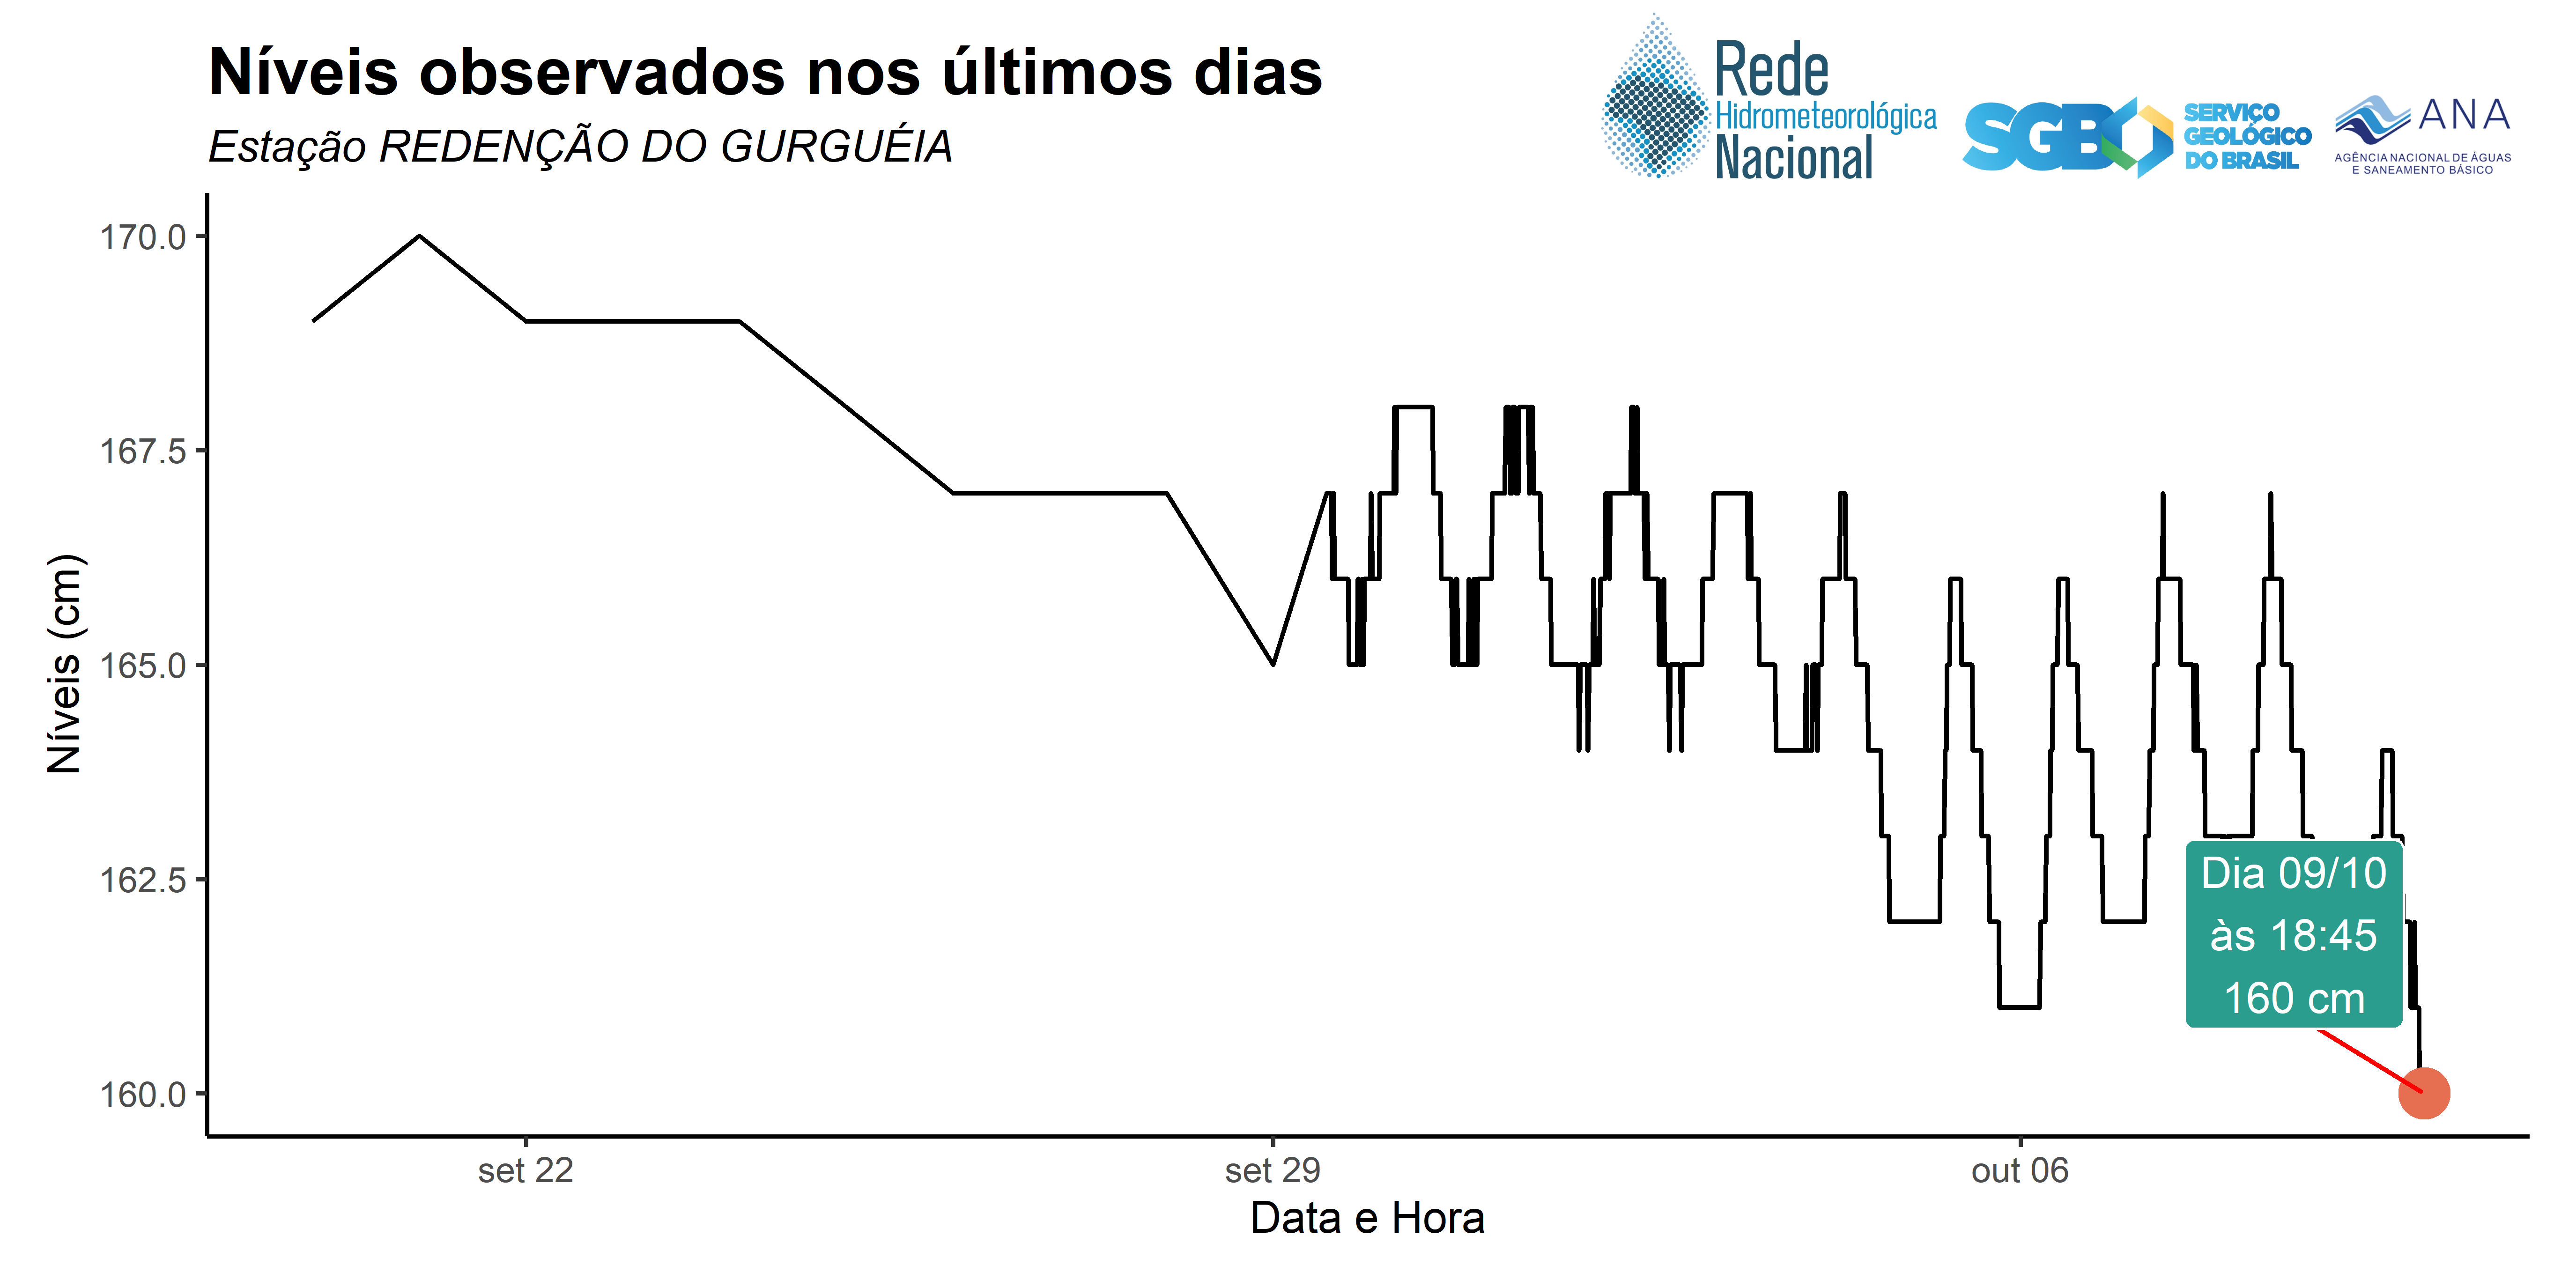 Níveis observados nos últimos dias
Estação REDENÇÃO DO GURGUÉIA
Rede
Hidrometeorológica
Nacional
SGB
SERVIÇO
GEOLÓGICO
DO BRASIL
ANA
AGÊNCIA NACIONAL DE ÁGUAS
E SANEAMENTO BÁSICO
Níveis (cm)
170.0
167.5
165.0
162.5
160.0
Dia 09/10
às 18:45
160 cm
set 22
set 29
out 06
Data e Hora